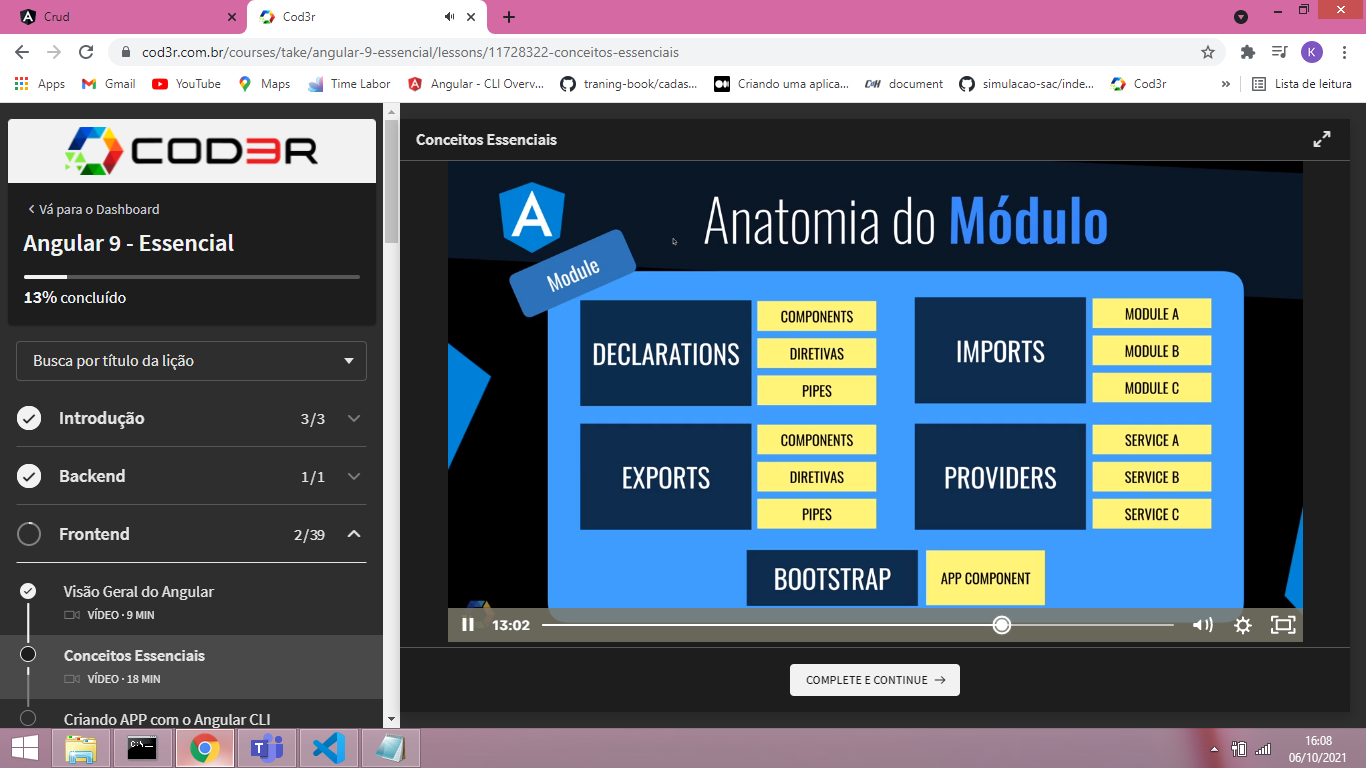 Crud
Cod3r
cod3r.com.br/courses/take/angular-9-essencial/lessons/11728322-conceitos-essenciais
K
Apps
Gmail
YouTube
Maps
Time Labor
Angular - CLI Overv...
traning-book/cadas...
Criando uma aplica...
document
simulacao-sac/inde...
Cod3r
»
Lista de leitura
COD3R
Vá para o Dashboard
Angular 9 - Essencial
13% concluído
Busca por título da lição
Introdução 3/3
Backend 1/1
Frontend 2/39
Visão Geral do Angular
VÍDEO · 9 MIN
Conceitos Essenciais
VÍDEO · 18 MIN
Criando APP com o Angular CLI
Conceitos Essenciais
A
Anatomia do Módulo
Module
DECLARATIONS
COMPONENTS
DIRETIVAS
PIPES
IMPORTS
MODULE A
MODULE B
MODULE C
EXPORTS
COMPONENTS
DIRETIVAS
PIPES
PROVIDERS
SERVICE A
SERVICE B
SERVICE C
BOOTSTRAP
APP COMPONENT
13:02
COMPLETE E CONTINUE →
16:08
06/10/2021